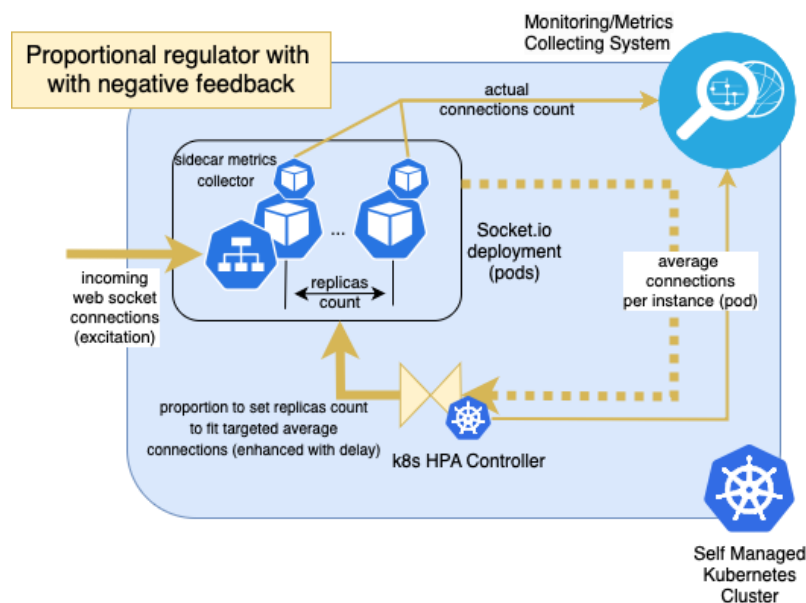 Monitoring/Metrics
Collecting System
Proportional regulator with
with negative feedback
actual
connections count
sidecar metrics
collector
...
Socket.io
deployment
(pods)
replicas
count
incoming
web socket
connections
(excitation)
average
connections
per instance (pod)
proportion to set replicas count
to fit targeted average
connections (enhanced with delay)
k8s HPA Controller
Self Managed
Kubernetes
Cluster